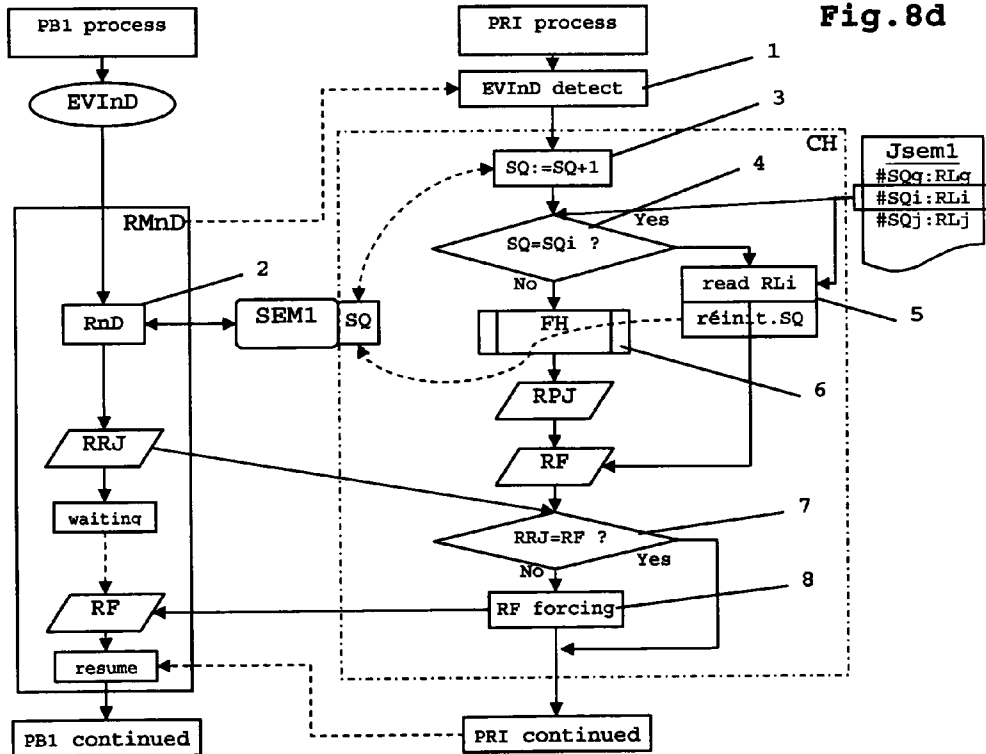 Fig.8d
PB1 process
PRI process
1
EVInD
EVInD detect
3
CH
SQ:=SQ+1
4
Jsem1
#SQg:RLg
#SQi:RLi
#SQj:RLj
RMnD
Yes
SQ=SQi ?
2
No
read RLi
RnD
SEM1
SQ
FH
réinit.SQ
5
6
RPJ
RRJ
RF
waiting
7
RRJ=RF ?
Yes
No
RF
RF forcing
8
resume
PB1 continued
PRI continued